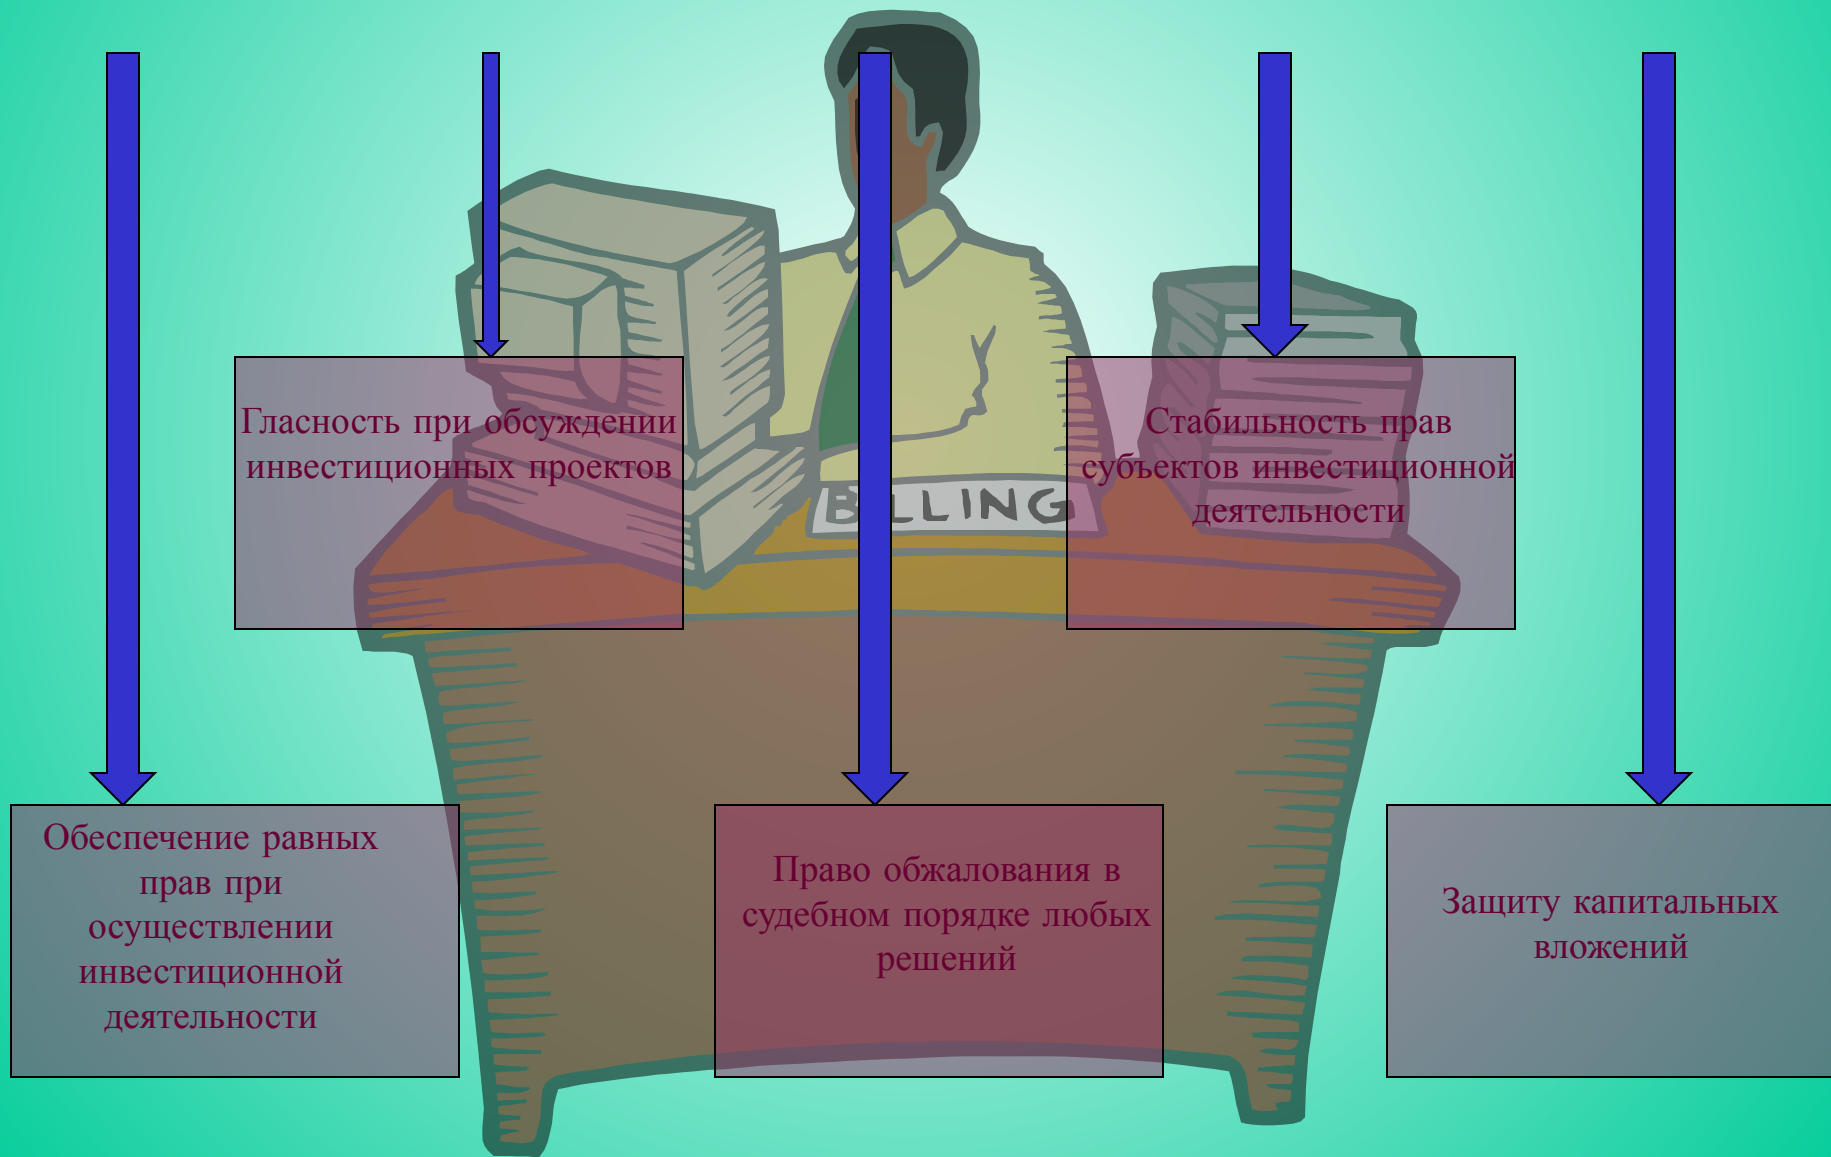 Гласность при обсуждении
инвестиционных проектов
Стабильность прав
субъектов инвестиционной
деятельности
BILLING
Обеспечение равных
прав при
осуществлении
инвестиционной
деятельности
Право обжалования в
судебном порядке любых
решений
Защиту капитальных
вложений